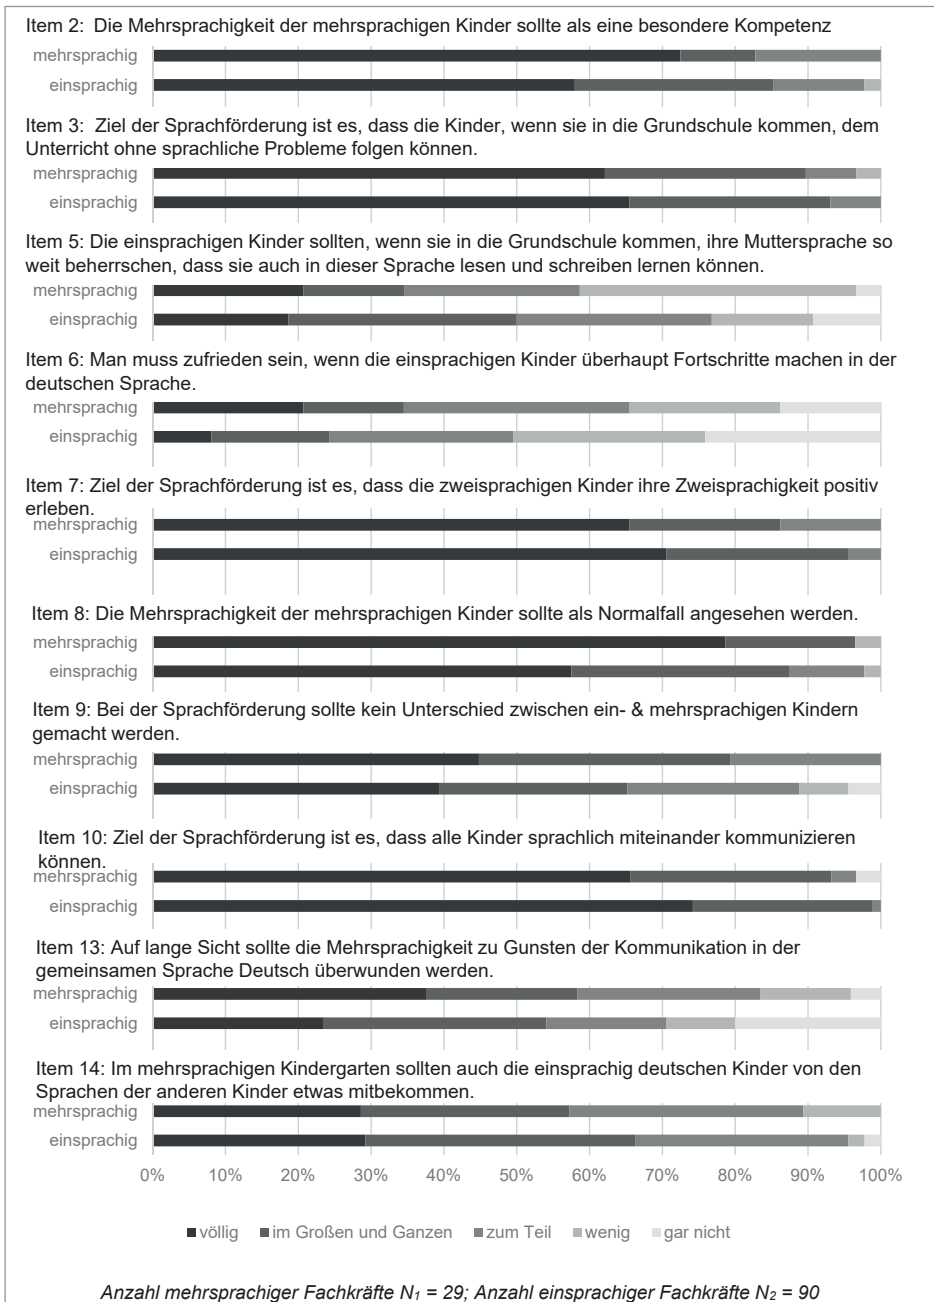 Item 2: Die Mehrsprachigkeit der mehrsprachigen Kinder sollte als eine besondere Kompetenz
mehrsprachig
einsprachig
Item 3: Ziel der Sprachförderung ist es, dass die Kinder, wenn sie in die Grundschule kommen, dem
Unterricht ohne sprachliche Probleme folgen können.
mehrsprachig
einsprachig
Item 5: Die einsprachigen Kinder sollten, wenn sie in die Grundschule kommen, ihre Muttersprache so
weit beherrschen, dass sie auch in dieser Sprache lesen und schreiben lernen können.
mehrsprachig
einsprachig
Item 6: Man muss zufrieden sein, wenn die einsprachigen Kinder überhaupt Fortschritte machen in der
deutschen Sprache.
mehrsprachig
einsprachig
Item 7: Ziel der Sprachförderung ist es, dass die zweisprachigen Kinder ihre Zweisprachigkeit positiv
erleben.
mehrsprachig
einsprachig
Item 8: Die Mehrsprachigkeit der mehrsprachigen Kinder sollte als Normalfall angesehen werden.
mehrsprachig
einsprachig
Item 9: Bei der Sprachförderung sollte kein Unterschied zwischen ein- & mehrsprachigen Kindern
gemacht werden.
mehrsprachig
einsprachig
Item 10: Ziel der Sprachförderung ist es, dass alle Kinder sprachlich miteinander kommunizieren
können.
mehrsprachig
einsprachig
Item 13: Auf lange Sicht sollte die Mehrsprachigkeit zu Gunsten der Kommunikation in der
gemeinsamen Sprache Deutsch überwunden werden.
mehrsprachig
einsprachig
Item 14: Im mehrsprachigen Kindergarten sollten auch die einsprachig deutschen Kinder von den
Sprachen der anderen Kinder etwas mitbekommen.
mehrsprachig
einsprachig
0% 10% 20% 30% 40% 50% 60% 70% 80% 90% 100%
völlig im Großen und Ganzen zum Teil wenig gar nicht
Anzahl mehrsprachiger Fachkräfte N₁ = 29; Anzahl einsprachiger Fachkräfte N₂ = 90